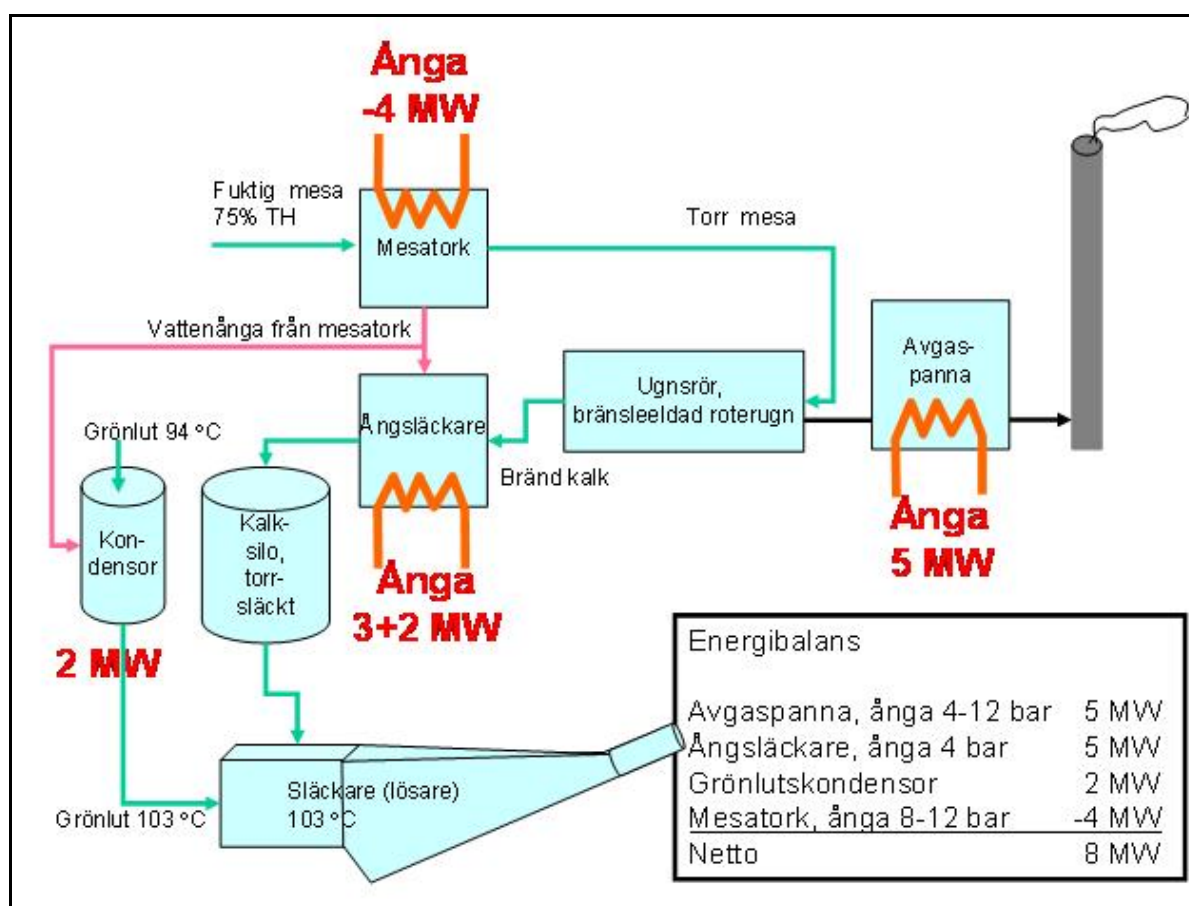 Ånga
-4 MW
Fuktig mesa
75% TH
Mesatork
Torr mesa
Vattenånga från mesatork
Avgas-
panna
Ugnsrör,
bränsleeldad roterugn
Ångsläckare
Grönlut 94 °C
Bränd kalk
Kon-
densor
Kalk-
silo,
torr-
släckt
Ånga
3+2 MW
Ånga
5 MW
2 MW
Släckare (lösare)
103 °C
Grönlut 103 °C
Energibalans
Avgaspanna, ånga 4-12 bar 5 MW
Ångsläckare, ånga 4 bar 5 MW
Grönlutskondensor 2 MW
Mesatork, ånga 8-12 bar -4 MW
Netto 8 MW